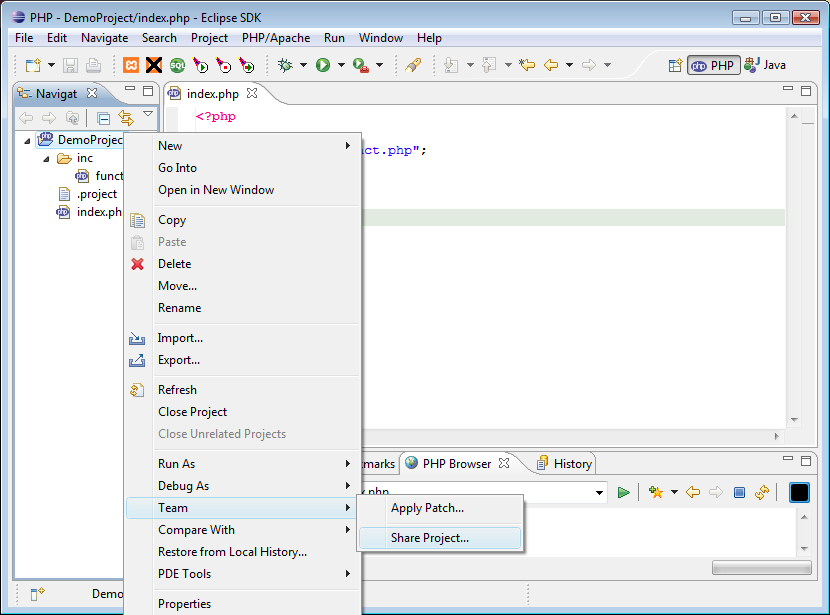 PHP - DemoProject/index.php - Eclipse SDK
File Edit Navigate Search Project PHP/Apache Run Window Help
SQL PHP Java
Navigat index.php
<?php
DemoProjec
inc
ct.php";
funct
.project
index.ph
New
Go Into
Open in New Window
Copy
Paste
Delete
Move...
Rename
Import...
Export...
Refresh
Close Project
Close Unrelated Projects
Run As
Debug As
Team
Compare With
Restore from Local History...
PDE Tools
Properties
Apply Patch...
Share Project...
marks PHP Browser History
.php
Demo